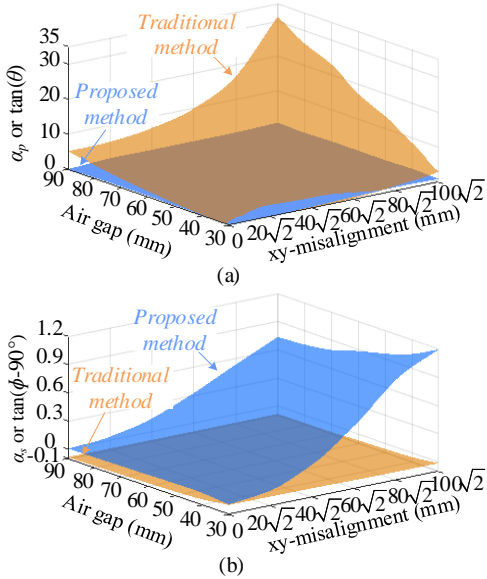 Traditional
method
35
30
20
10
0
αp or tan(θ)
Proposed
method
90
80
70
60
50
40
30
Air gap (mm)
0
20√2
40√2
60√2
80√2
100√2
xy-misalignment (mm)
(a)
Proposed
method
1.2
0.9
0.6
0.3
0
-0.1
αs or tan(ϕ-90°)
Traditional
method
90
80
70
60
50
40
30
Air gap (mm)
0
20√2
40√2
60√2
80√2
100√2
xy-misalignment (mm)
(b)